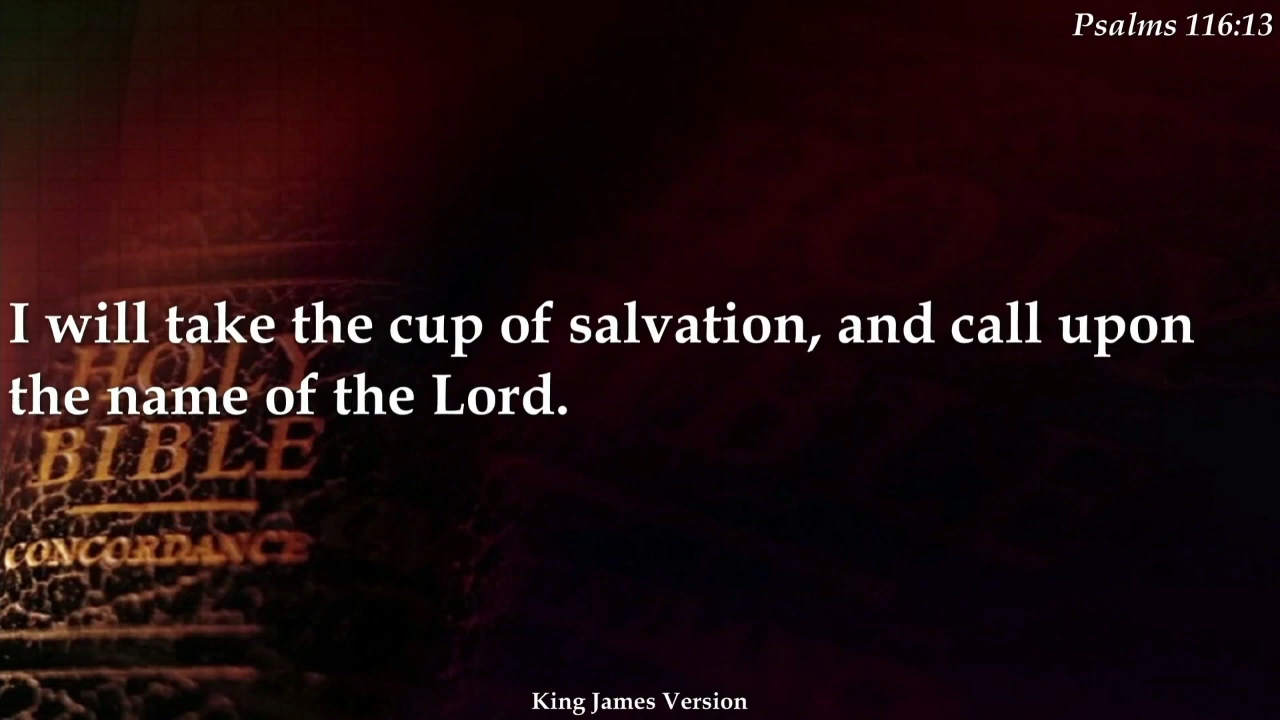 Psalms 116:13
I will take the cup of salvation, and call upon
the name of the Lord.
HOLY
BIBLE
CONCORDANCE
King James Version